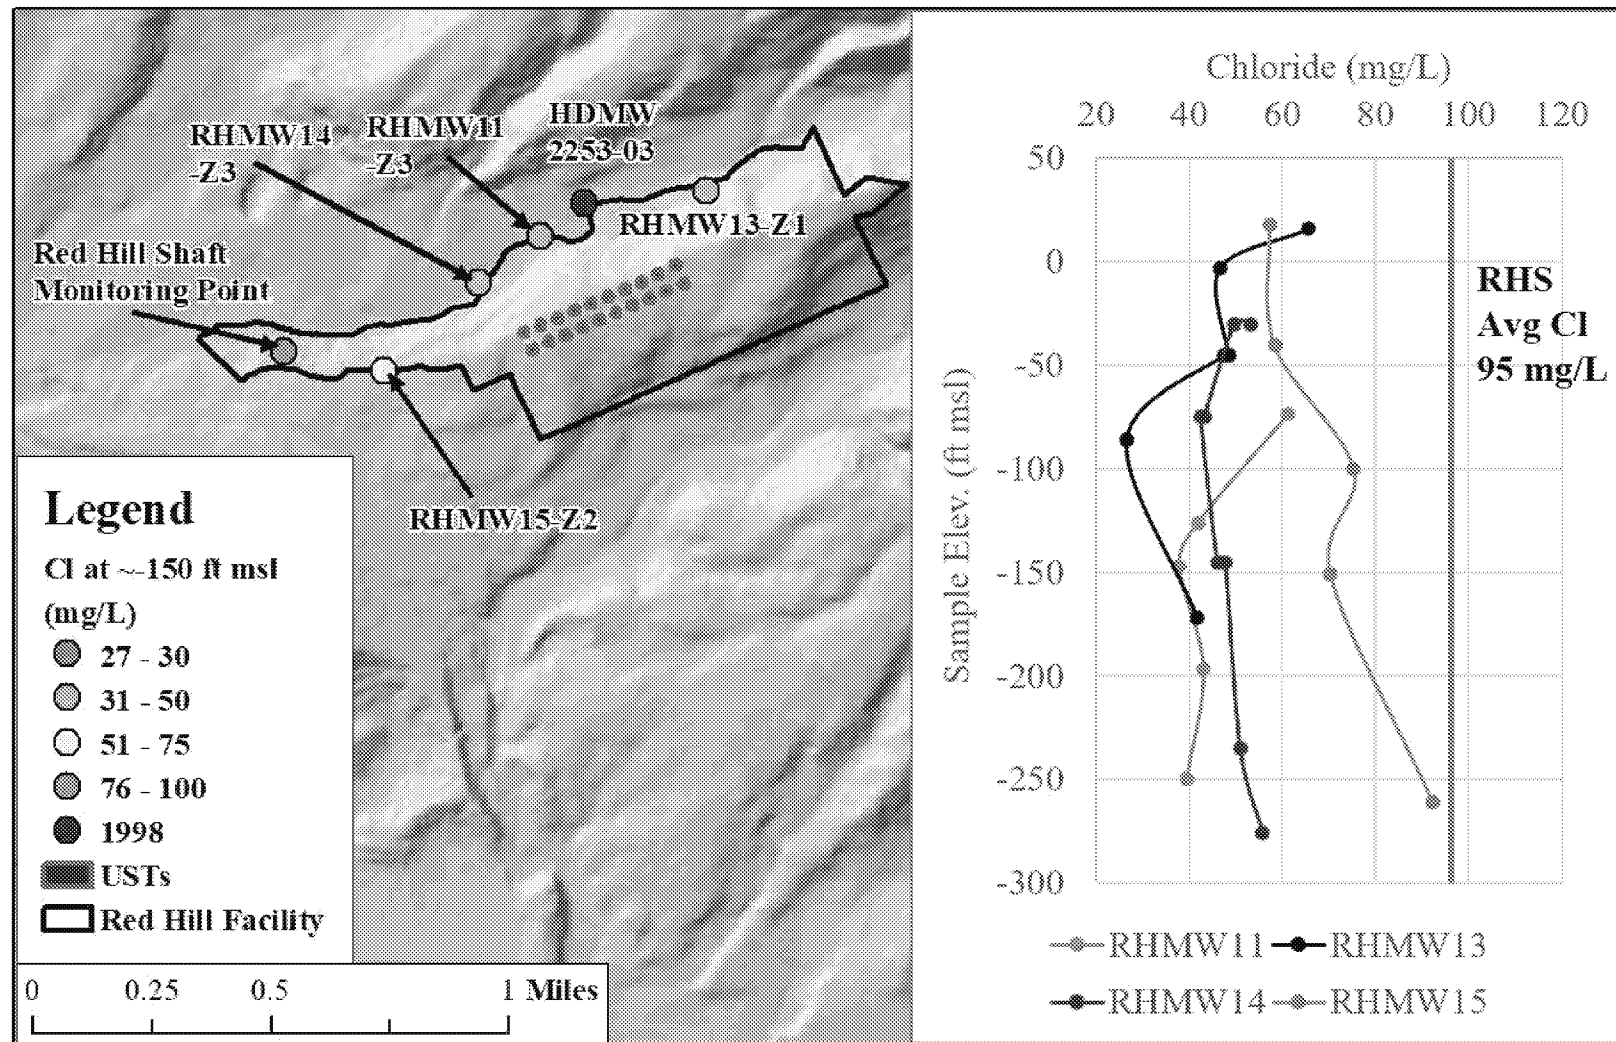 RHMW14
-Z3
RHMW11
-Z3
HDMW
2253-03
RHMW13-Z1
Red Hill Shaft
Monitoring Point
RHMW15-Z2
Legend
Cl at ~-150 ft msl
(mg/L)
27 - 30
31 - 50
51 - 75
76 - 100
1998
USTs
Red Hill Facility
0 0.25 0.5 1 Miles
Chloride (mg/L)
20 40 60 80 100 120
50
0
-50
-100
-150
-200
-250
-300
Sample Elev. (ft msl)
RHS
Avg Cl
95 mg/L
RHMW11 RHMW13
RHMW14 RHMW15